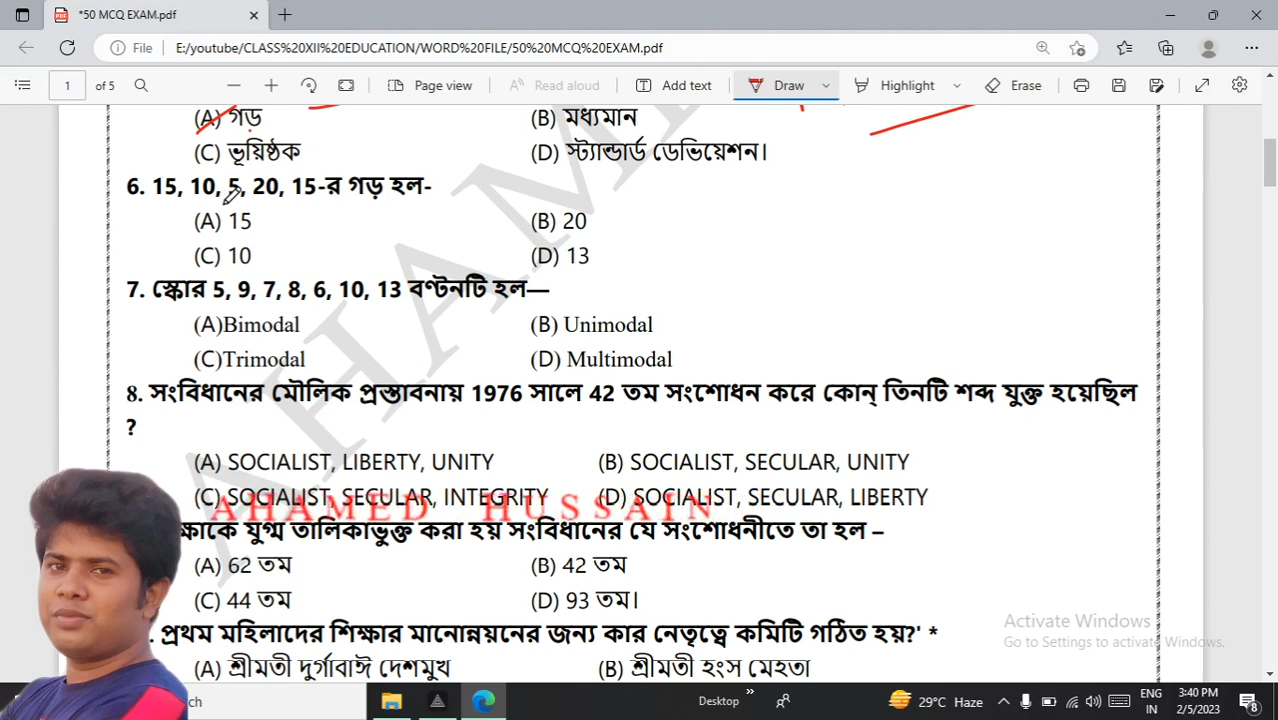 *50 MCQ EXAM.pdf
File
E:/youtube/CLASS%20XII%20EDUCATION/WORD%20FILE/50%20MCQ%20EXAM.pdf
1 of 5
Page view
Read aloud
Add text
Draw
Highlight
Erase
(A) গড় (B) মধ্যমান
(C) ভূয়িষ্ঠক (D) স্ট্যান্ডার্ড ডেভিয়েশন।
6. 15, 10, 5, 20, 15-র গড় হল-
(A) 15 (B) 20
(C) 10 (D) 13
7. স্কোর 5, 9, 7, 8, 6, 10, 13 বণ্টনটি হল—
(A)Bimodal (B) Unimodal
(C)Trimodal (D) Multimodal
8. সংবিধানের মৌলিক প্রস্তাবনায় 1976 সালে 42 তম সংশোধন করে কোন্ তিনটি শব্দ যুক্ত হয়েছিল
?
(A) SOCIALIST, LIBERTY, UNITY (B) SOCIALIST, SECULAR, UNITY
(C) SOCIALIST, SECULAR, INTEGRITY (D) SOCIALIST, SECULAR, LIBERTY
AHAMED HUSSAIN
যুগ্ম তালিকাভুক্ত করা হয় সংবিধানের যে সংশোধনীতে তা হল –
(A) 62 তম (B) 42 তম
(C) 44 তম (D) 93 তম।
প্রথম মহিলাদের শিক্ষার মানোন্নয়নের জন্য কার নেতৃত্বে কমিটি গঠিত হয়?' *
(A) শ্রীমতী দুর্গাবাঈ দেশমুখ (B) শ্রীমতী হংস মেহতা
AHAM
Activate Windows
Go to Settings to activate Windows.
Desktop
29°C Haze
ENG
IN
3:40 PM
2/5/2023
8